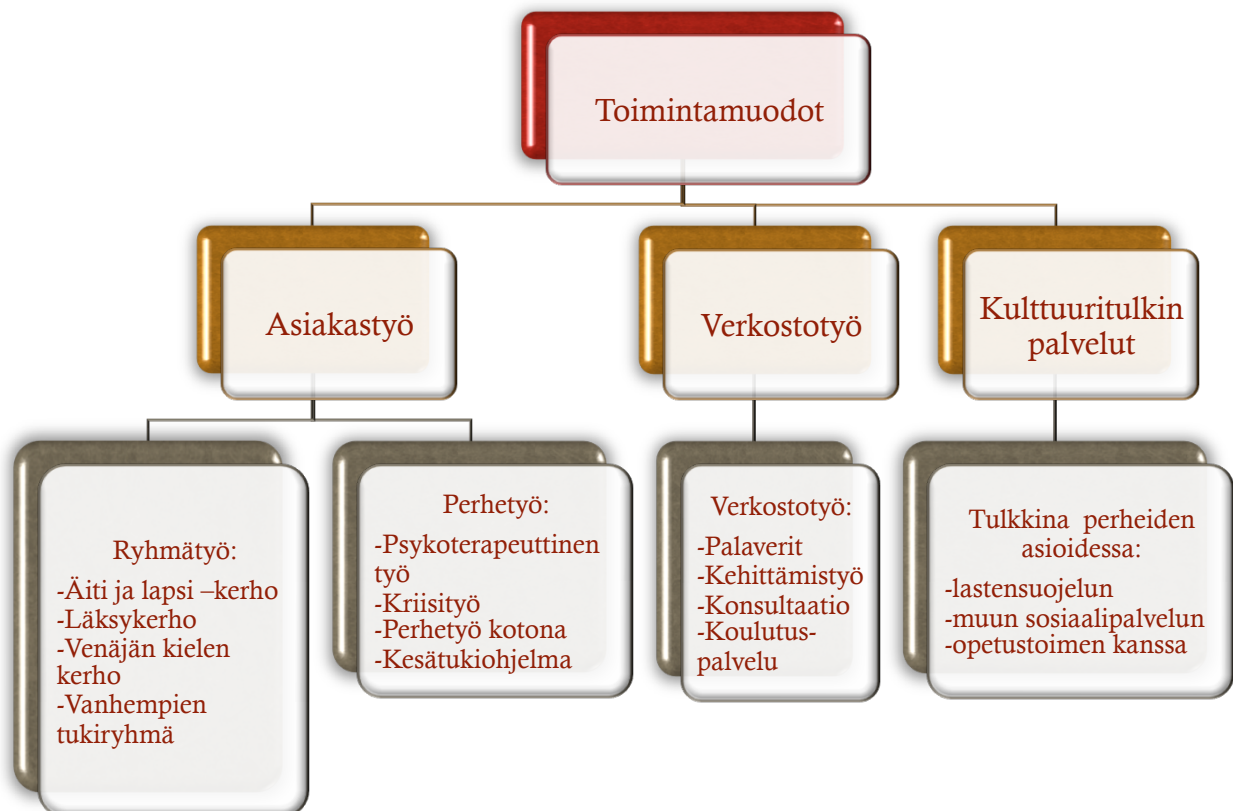 Toimintamuodot
Asiakastyö
Verkostotyö
Kulttuuritulkin
palvelut
Ryhmätyö:
-Äiti ja lapsi –kerho
-Läksykerho
-Venäjän kielen
kerho
-Vanhempien
tukiryhmä
Perhetyö:
-Psykoterapeuttinen
työ
-Kriisityö
-Perhetyö kotona
-Kesätukiohjelma
Verkostotyö:
-Palaverit
-Kehittämistyö
-Konsultaatio
-Koulutus-
palvelu
Tulkkina perheiden
asioidessa:
-lastensuojelun
-muun sosiaalipalvelun
-opetustoimen kanssa